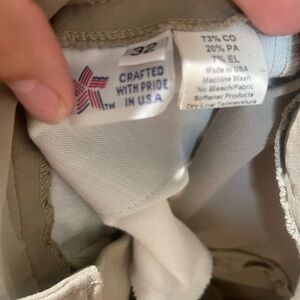 32
CRAFTED
WITH PRIDE
IN U.S.A.
TM
73% CO
20% PA
7% EL
Made in USA
Machine Wash
No Bleach/Fabric
Softener Products
Dry Low Temperature